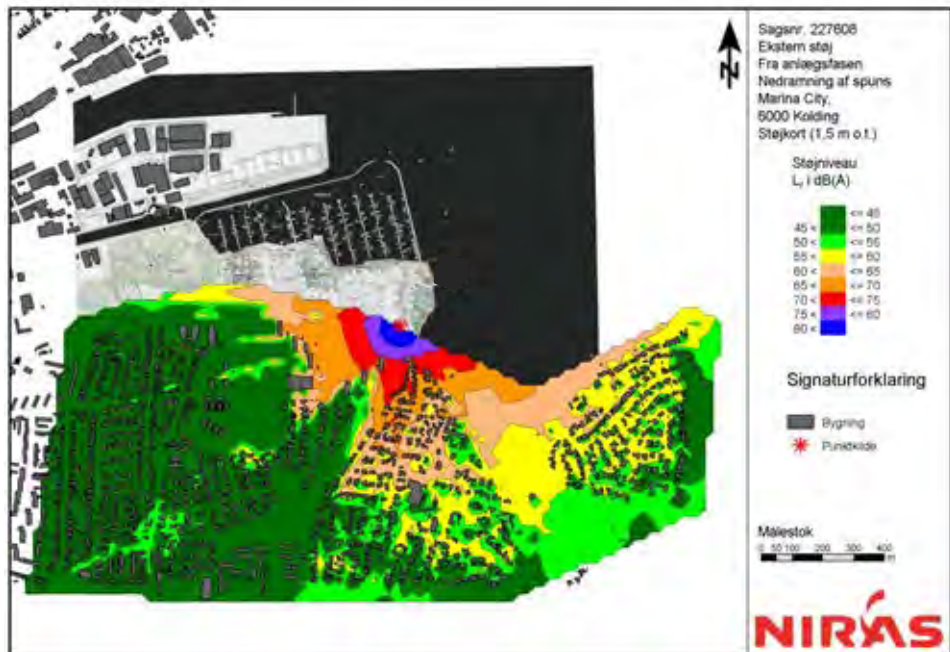 N
Sagsnr. 227608
Ekstern støj
Fra anlægsfasen
Nedramning af spuns
Marina City,
6000 Kolding
Støjkort (1,5 m o.t.)
Støjniveau
Lr i dB(A)
<= 45
45 < <= 50
50 < <= 55
55 < <= 60
60 < <= 65
65 < <= 70
70 < <= 75
75 < <= 80
80 <
Signaturforklaring
Bygning
Punktkilde
Målestok
0 50 100 200 300 400
m
NIRAS